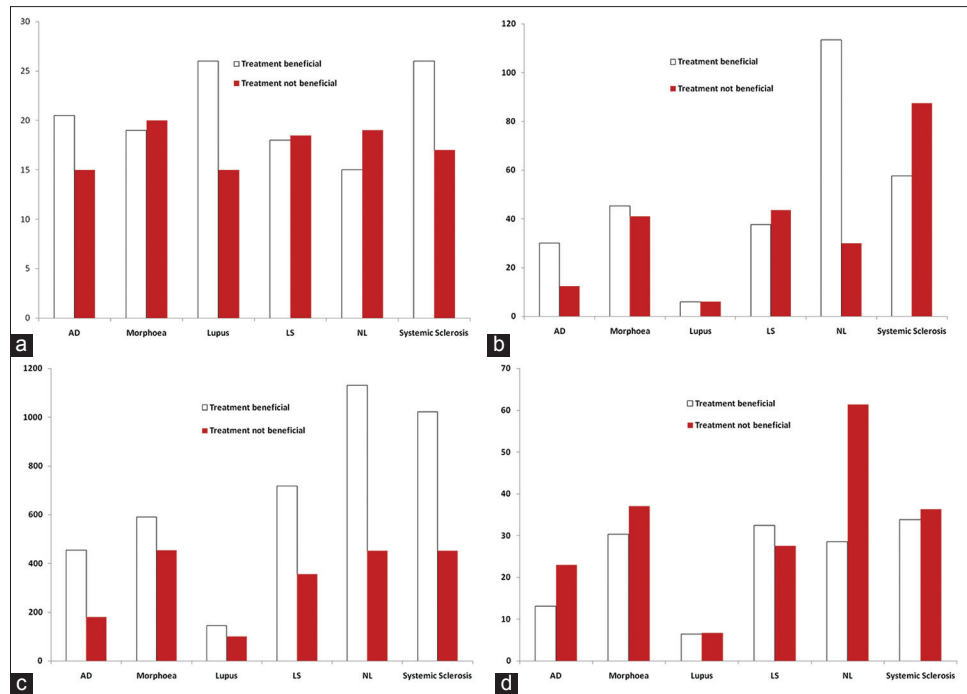 30
25
20
15
10
5
0
Treatment beneficial
Treatment not beneficial
AD Morphoea Lupus LS NL Systemic Sclerosis
a
120
100
80
60
40
20
0
Treatment beneficial
Treatment not beneficial
AD Morphoea Lupus LS NL Systemic Sclerosis
b
1200
1000
800
600
400
200
0
Treatment beneficial
Treatment not beneficial
AD Morphoea Lupus LS NL Systemic Sclerosis
c
70
60
50
40
30
20
10
0
Treatment beneficial
Treatment not beneficial
AD Morphoea Lupus LS NL Systemic Sclerosis
d